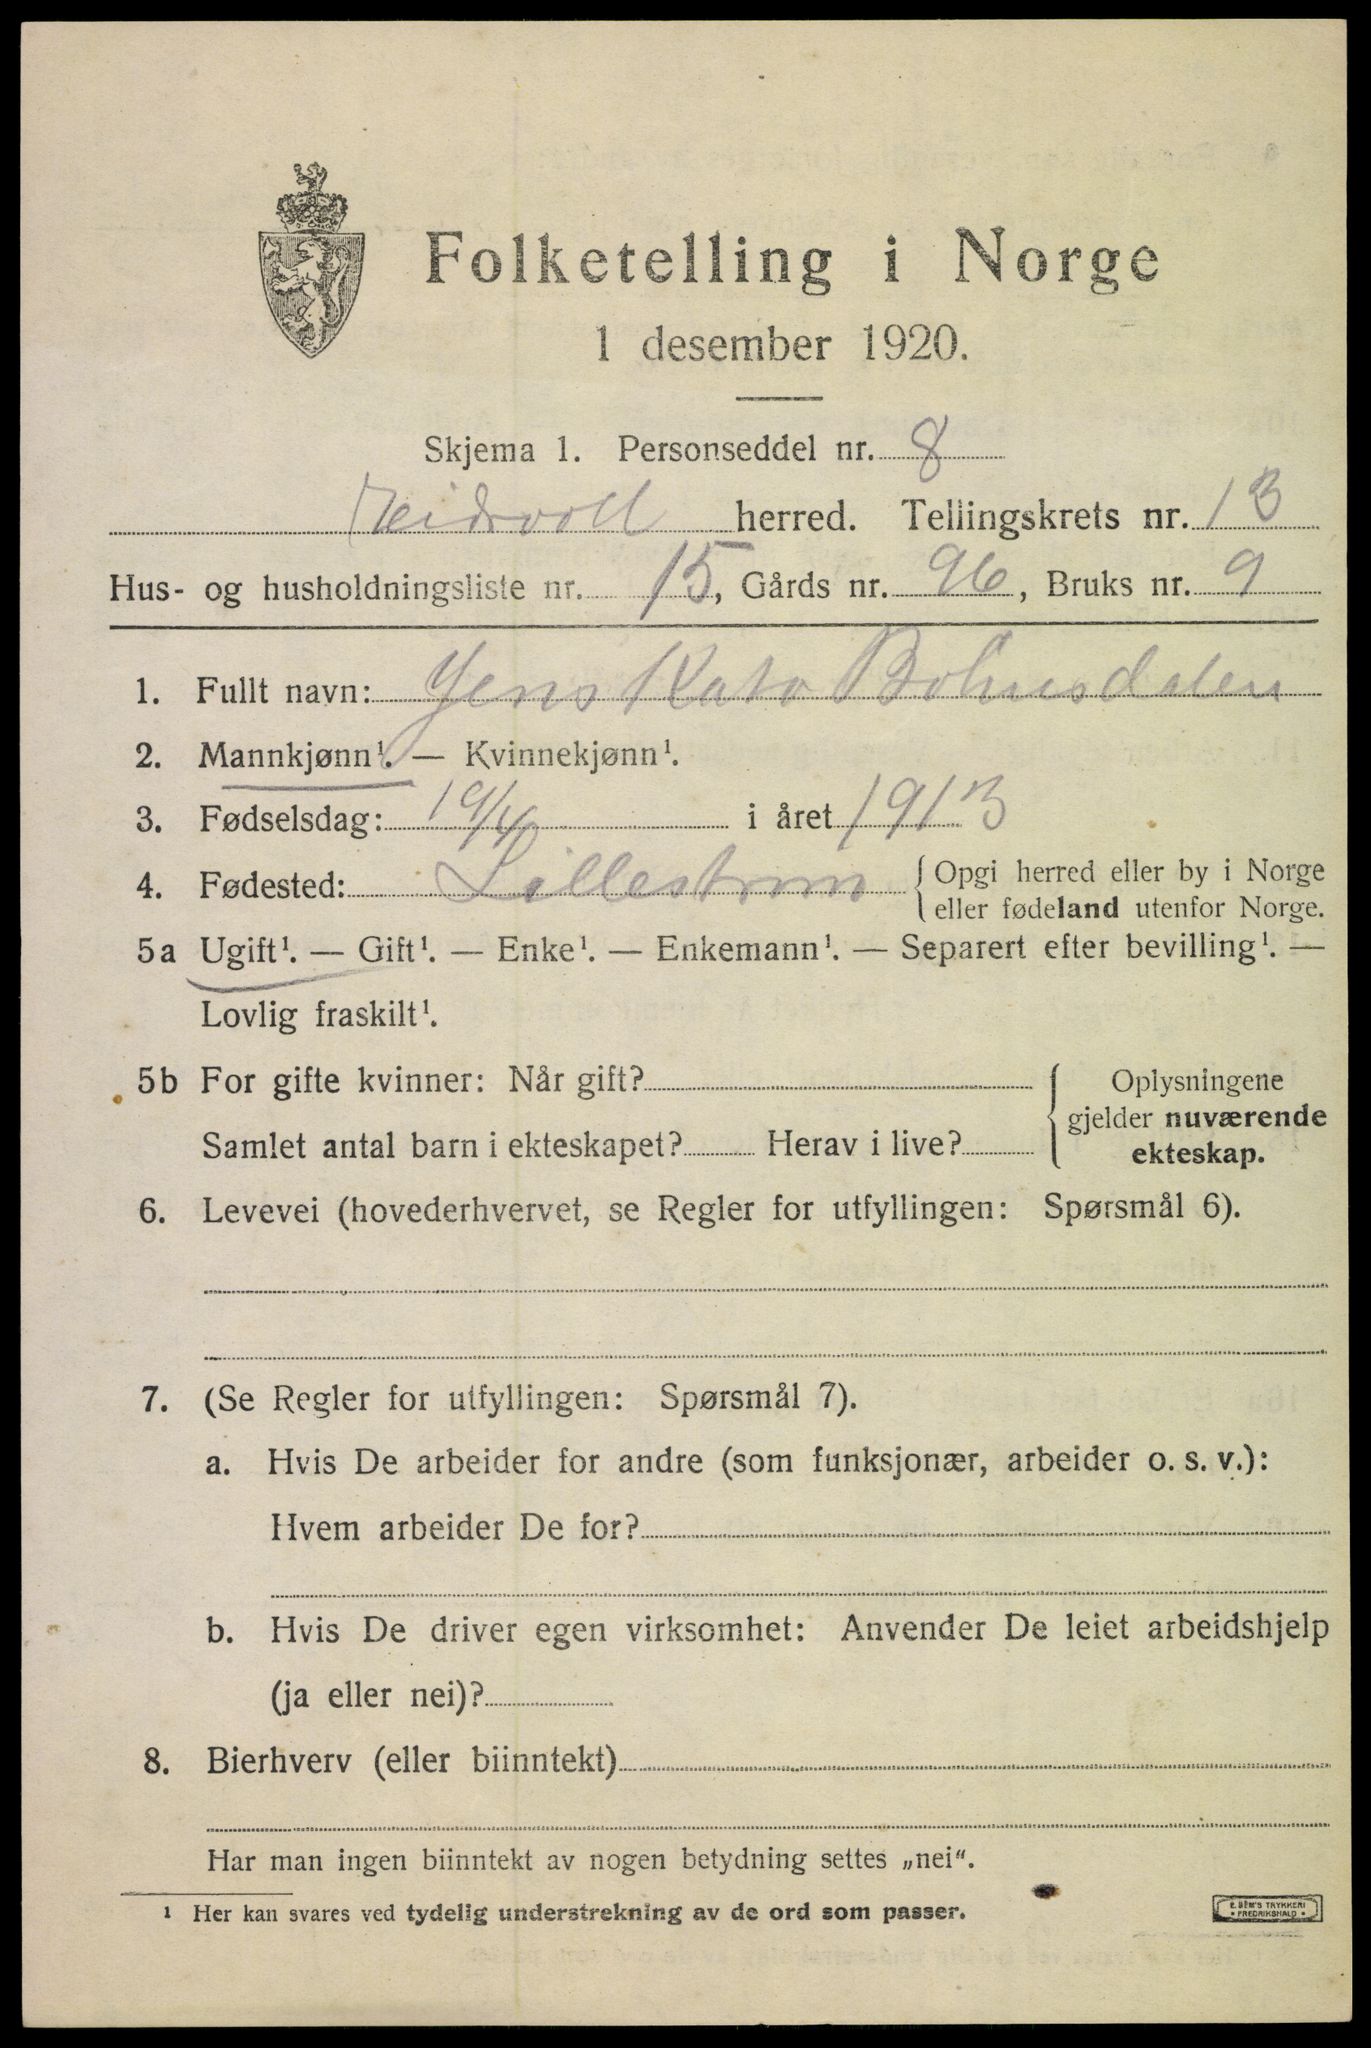 Folketelling i Norge
1 desember 1920.
Skjema 1. Personseddel nr. 8
Eidsvoll herred. Tellingskrets nr. 13
Hus- og husholdningsliste nr. 15, Gårds nr. 96, Bruks nr. 9
1. Fullt navn: Jens Kato Bohnsdalen
2. Mannkjønn¹. — Kvinnekjønn¹.
3. Fødselsdag: 19/4 i året 1913
4. Fødested: Lillestrøm { Opgi herred eller by i Norge
eller fødeland utenfor Norge.
5a Ugift¹. — Gift¹. — Enke¹. — Enkemann¹. — Separert efter bevilling¹. —
Lovlig fraskilt¹.
5b For gifte kvinner: Når gift?
Samlet antal barn i ekteskapet? Herav i live?
Oplysningene
gjelder nuværende
ekteskap.
6. Levevei (hovederhvervet, se Regler for utfyllingen: Spørsmål 6).
7. (Se Regler for utfyllingen: Spørsmål 7).
a. Hvis De arbeider for andre (som funksjonær, arbeider o. s. v.):
Hvem arbeider De for?
b. Hvis De driver egen virksomhet: Anvender De leiet arbeidshjelp
(ja eller nei)?
8. Bierhverv (eller biinntekt)
Har man ingen biinntekt av nogen betydning settes „nei“.
¹ Her kan svares ved tydelig understrekning av de ord som passer.
E. SEM'S TRYKKERI
• FREDRIKSHALD •